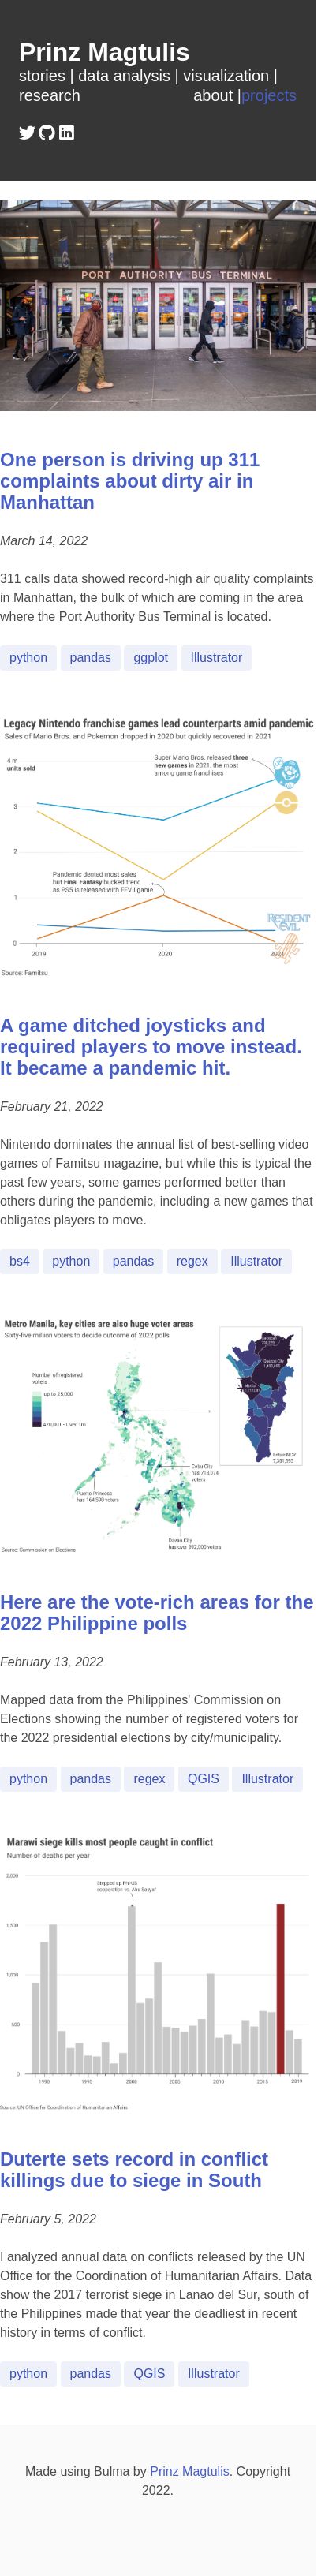 Prinz Magtulis
stories | data analysis | visualization |
research about |projects
PORT AUTHORITY BUS TERMINAL
One person is driving up 311
complaints about dirty air in
Manhattan
March 14, 2022
311 calls data showed record-high air quality complaints
in Manhattan, the bulk of which are coming in the area
where the Port Authority Bus Terminal is located.
python pandas ggplot Illustrator
Legacy Nintendo franchise games lead counterparts amid pandemic
Sales of Mario Bros. and Pokemon dropped in 2020 but quickly recovered in 2021
4 m
units sold
Super Mario Bros. released three
new games in 2021, the most
among game franchises
3
2
Pandemic dented most sales
but Final Fantasy bucked trend
as PS5 is released with FFVII game
1
RESIDENT
EVIL
0
2019 2020 2021
Source: Famitsu
A game ditched joysticks and
required players to move instead.
It became a pandemic hit.
February 21, 2022
Nintendo dominates the annual list of best-selling video
games of Famitsu magazine, but while this is typical the
past few years, some games performed better than
others during the pandemic, including a new games that
obligates players to move.
bs4 python pandas regex Illustrator
Metro Manila, key cities are also huge voter areas
Sixty-five million voters to decide outcome of 2022 polls
Number of registered
voters
up to 25,000
Entire NCR
7,301,393
Cebu City
has 713,074
voters
Puerto Princesa
has 164,000 voters
Davao City
has over 992,000 voters
Source: Commission on Elections
Here are the vote-rich areas for the
2022 Philippine polls
February 13, 2022
Mapped data from the Philippines' Commission on
Elections showing the number of registered voters for
the 2022 predidential elections by city/municipality.
python pandas regex QGIS Illustrator
Marawi siege kills most people caught in conflict
Number of deaths per year
2,000
Stepped up PH-US
cooperation vs. Abu Sayyaf
1,500
1,000
500
0
1990 1995 2000 2005 2010 2015 2019
Source: UN Office for Coordination of Humanitarian Affairs
Duterte sets record in conflict
killings due to siege in South
February 5, 2022
I analyzed annual data on conflicts released by the UN
Office for the Coordination of Humanitarian Affairs. Data
show the 2017 terrorist siege in Lanao del Sur, south of
the Philippines made that year the deadliest in recent
history in terms of conflict.
python pandas QGIS Illustrator
Made using Bulma by Prinz Magtulis. Copyright
2022.